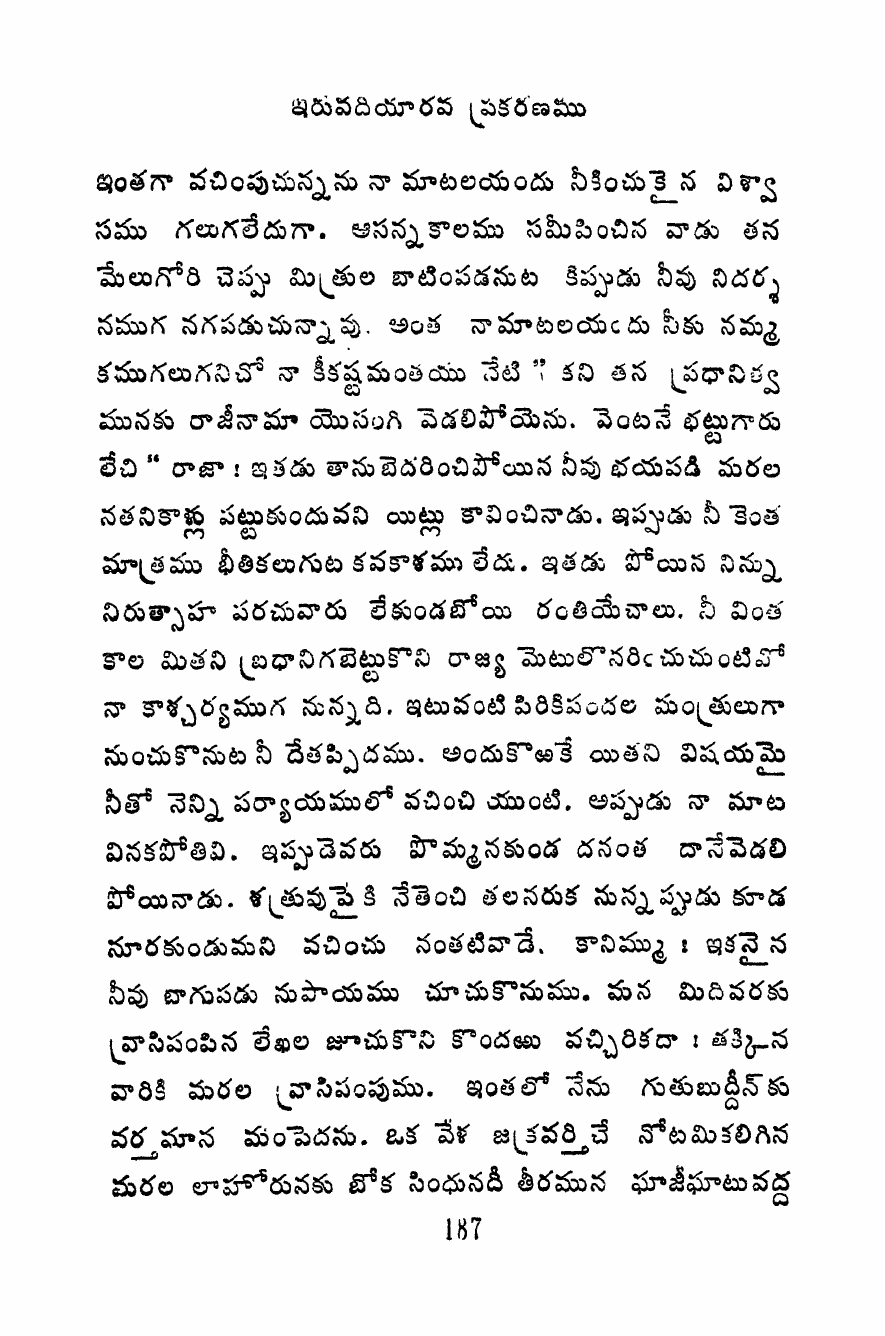 ఇరువదియారవ ప్రకరణము
ఇంతగా వచింపుచున్నను నా మాటలయందు నీకించుకైన విశ్వా
సము గలుగలేదుగా. ఆసన్నకాలము సమీపించిన వాడు తన
మేలుగోరి చెప్పు మిత్రుల బాటింపడనుట కిప్పుడు నీవు నిదర్శ
నముగ నగపడుచున్నావు. అంత నామాటలయఁదు నీకు నమ్మ
కముగలుగనిచో నా కీకష్టమంతయు నేటి" కని తన ప్రధానిత్వ
మునకు రాజీనామా యొసంగి వెడలిపోయెను. వెంటనే భట్టుగారు
లేచి " రాజా ! ఇతడు తానుబెదరించిపోయిన నీవు భయపడి మరల
నతనికాళ్లు పట్టుకుందువని యిట్లు కావించినాడు. ఇప్పుడు నీ కెంత
మాత్రము భీతికలుగుట కవకాశము లేదు. ఇతడు పోయిన నిన్ను
నిరుత్సాహ పరచువారు లేకుండబోయి రంతియేచాలు. నీ వింత
కాల మితని బ్రధానిగబెట్టుకొని రాజ్య మెటులొనరిఁచుచుంటివో
నా కాశ్చర్యముగ నున్నది. ఇటువంటి పిరికిపందల మంత్రులుగా
నుంచుకొనుట నీ దేతప్పిదము. అందుకొఱకే యితని విషయమై
నీతో నెన్ని పర్యాయములో వచించి యుంటి. అప్పుడు నా మాట
వినకపోతివి. ఇప్పుడెవరు పొమ్మనకుండ దనంత దానేవెడలి
పోయినాడు. శత్రువుపైకి నేతెంచి తలనరుక నున్నప్పుడు కూడ
నూరకుండుమని వచించు నంతటివాడే. కానిమ్ము ! ఇకనైన
నీవు బాగుపడు నుపాయము చూచుకొనుము. మన మిదివరకు
వ్రాసిపంపిన లేఖల జూచుకొని కొందఱు వచ్చిరికదా ! తక్కిన
వారికి మరల వ్రాసిపంపుము. ఇంతలో నేను గుతుబుద్దీన్‌కు
వర్తమాన మంపెదను. ఒక వేళ జక్రవర్తిచే నోటమికలిగిన
మరల లాహోరునకు బోక సింధునదీ తీరమున ఘాజీఘాటువద్ద
187